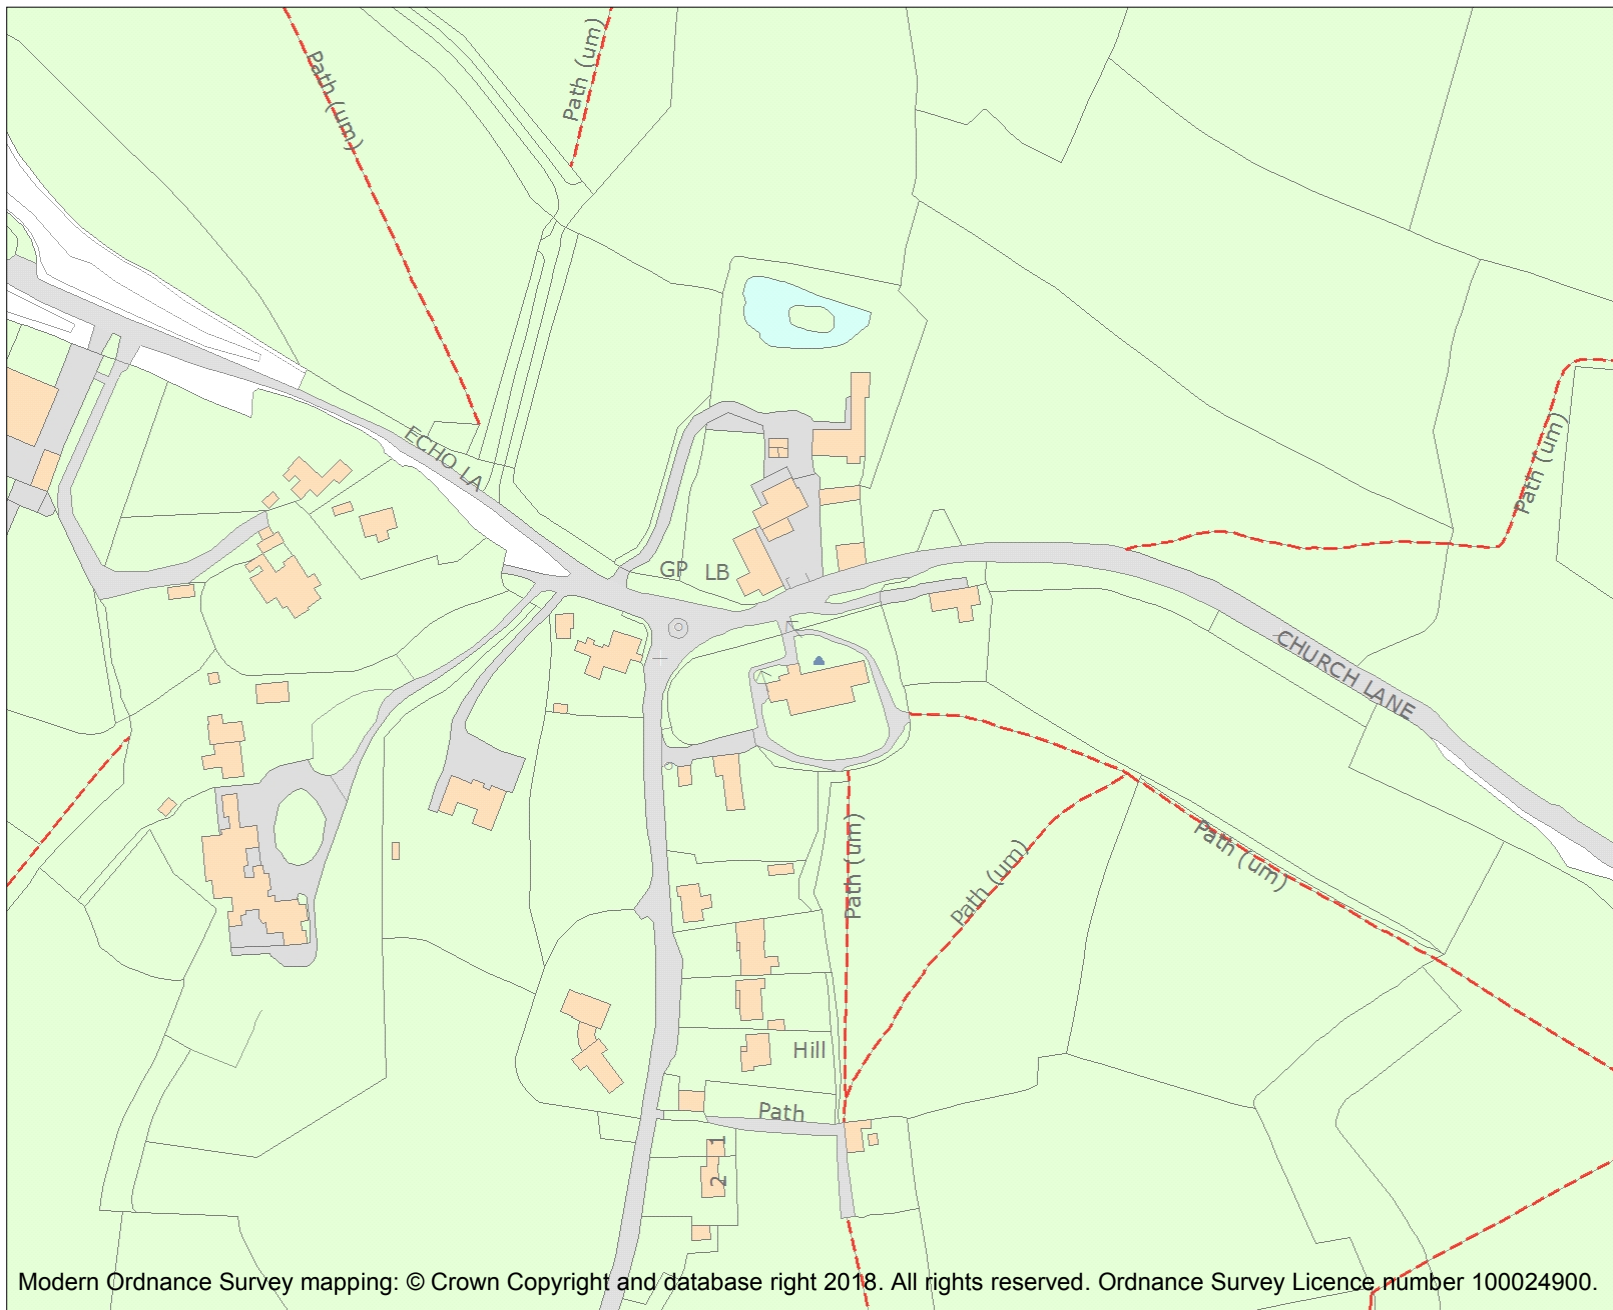 Path (um)
Path (um)
ECHO LA
Path (um)
GP LB
CHURCH LANE
Path (um)
Path (um)
Path (um)
Hill
Path
1
2
Modern Ordnance Survey mapping: © Crown Copyright and database right 2018. All rights reserved. Ordnance Survey Licence number 100024900.